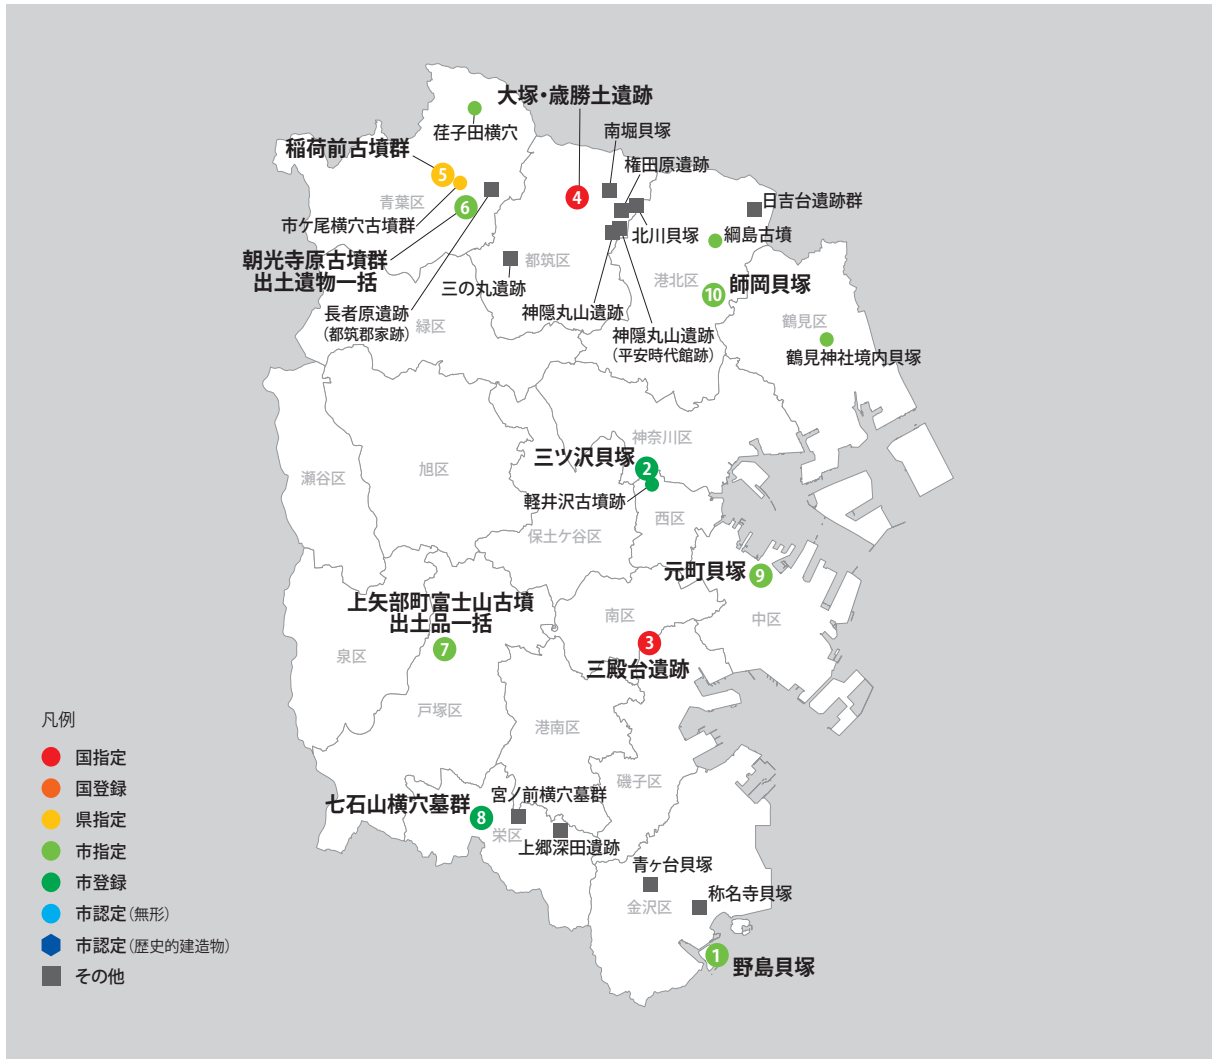 大塚・歳勝土遺跡
荏子田横穴
南堀貝塚
稲荷前古墳群
権田原遺跡
5
4
青葉区
6
日吉台遺跡群
市ケ尾横穴古墳群
北川貝塚
綱島古墳
朝光寺原古墳群
出土遺物一括
都筑区
港北区
師岡貝塚
三の丸遺跡
10
長者原遺跡
(都筑郡家跡)
神隠丸山遺跡
緑区
神隠丸山遺跡
(平安時代館跡)
鶴見区
鶴見神社境内貝塚
神奈川区
三ツ沢貝塚
2
瀬谷区
旭区
軽井沢古墳跡
西区
保土ケ谷区
元町貝塚
9
上矢部町富士山古墳
出土品一括
南区
中区
7
3
泉区
三殿台遺跡
戸塚区
港南区
磯子区
七石山横穴墓群
8
宮ノ前横穴墓群
栄区
上郷深田遺跡
青ヶ台貝塚
称名寺貝塚
金沢区
1
野島貝塚
凡例
国指定
国登録
県指定
市指定
市登録
市認定(無形)
市認定(歴史的建造物)
その他